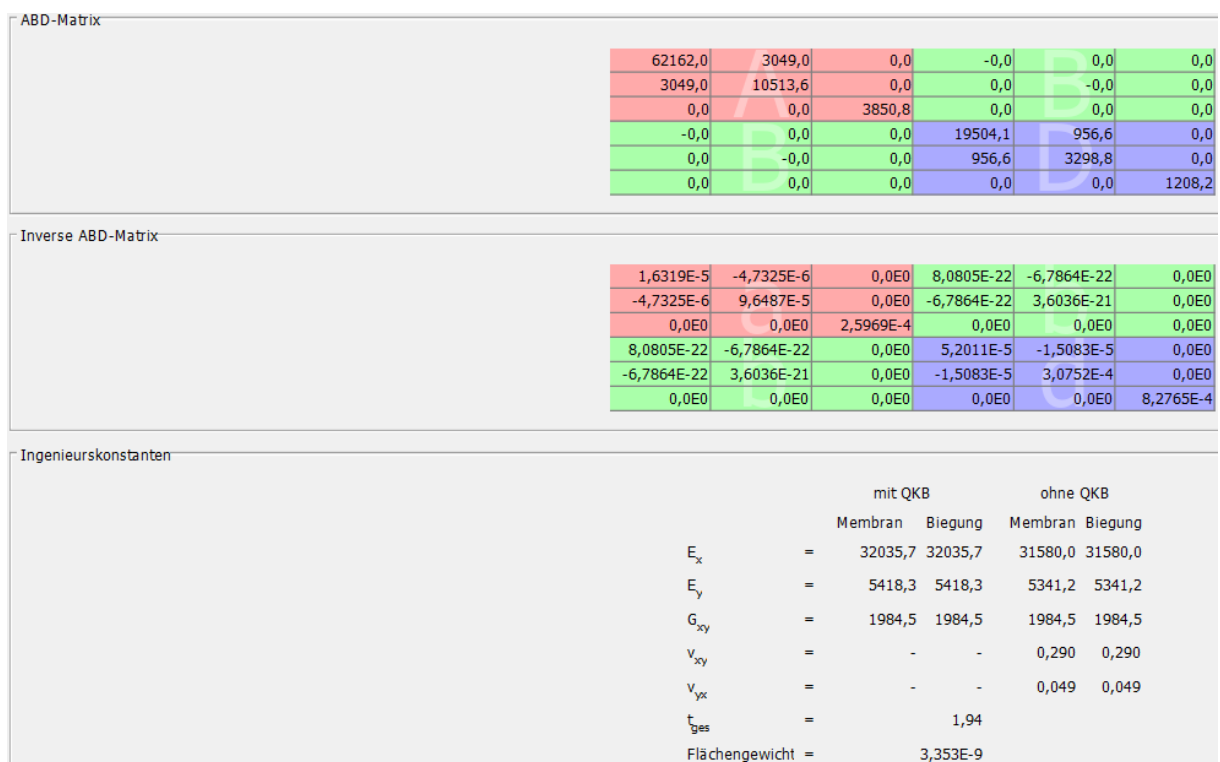 ABD-Matrix
62162,0 3049,0 0,0 -0,0 0,0 0,0
3049,0 10513,6 0,0 0,0 -0,0 0,0
0,0 0,0 3850,8 0,0 0,0 0,0
-0,0 0,0 0,0 19504,1 956,6 0,0
0,0 -0,0 0,0 956,6 3298,8 0,0
0,0 0,0 0,0 0,0 0,0 1208,2
A B
B D
Inverse ABD-Matrix
1,6319E-5 -4,7325E-6 0,0E0 8,0805E-22 -6,7864E-22 0,0E0
-4,7325E-6 9,6487E-5 0,0E0 -6,7864E-22 3,6036E-21 0,0E0
0,0E0 0,0E0 2,5969E-4 0,0E0 0,0E0 0,0E0
8,0805E-22 -6,7864E-22 0,0E0 5,2011E-5 -1,5083E-5 0,0E0
-6,7864E-22 3,6036E-21 0,0E0 -1,5083E-5 3,0752E-4 0,0E0
0,0E0 0,0E0 0,0E0 0,0E0 0,0E0 8,2765E-4
a b
b d
Ingenieurskonstanten
mit QKB ohne QKB
Membran Biegung Membran Biegung
Ex = 32035,7 32035,7 31580,0 31580,0
Ey = 5418,3 5418,3 5341,2 5341,2
Gxy = 1984,5 1984,5 1984,5 1984,5
vxy = - - 0,290 0,290
vyx = - - 0,049 0,049
tges = 1,94
Flächengewicht = 3,353E-9